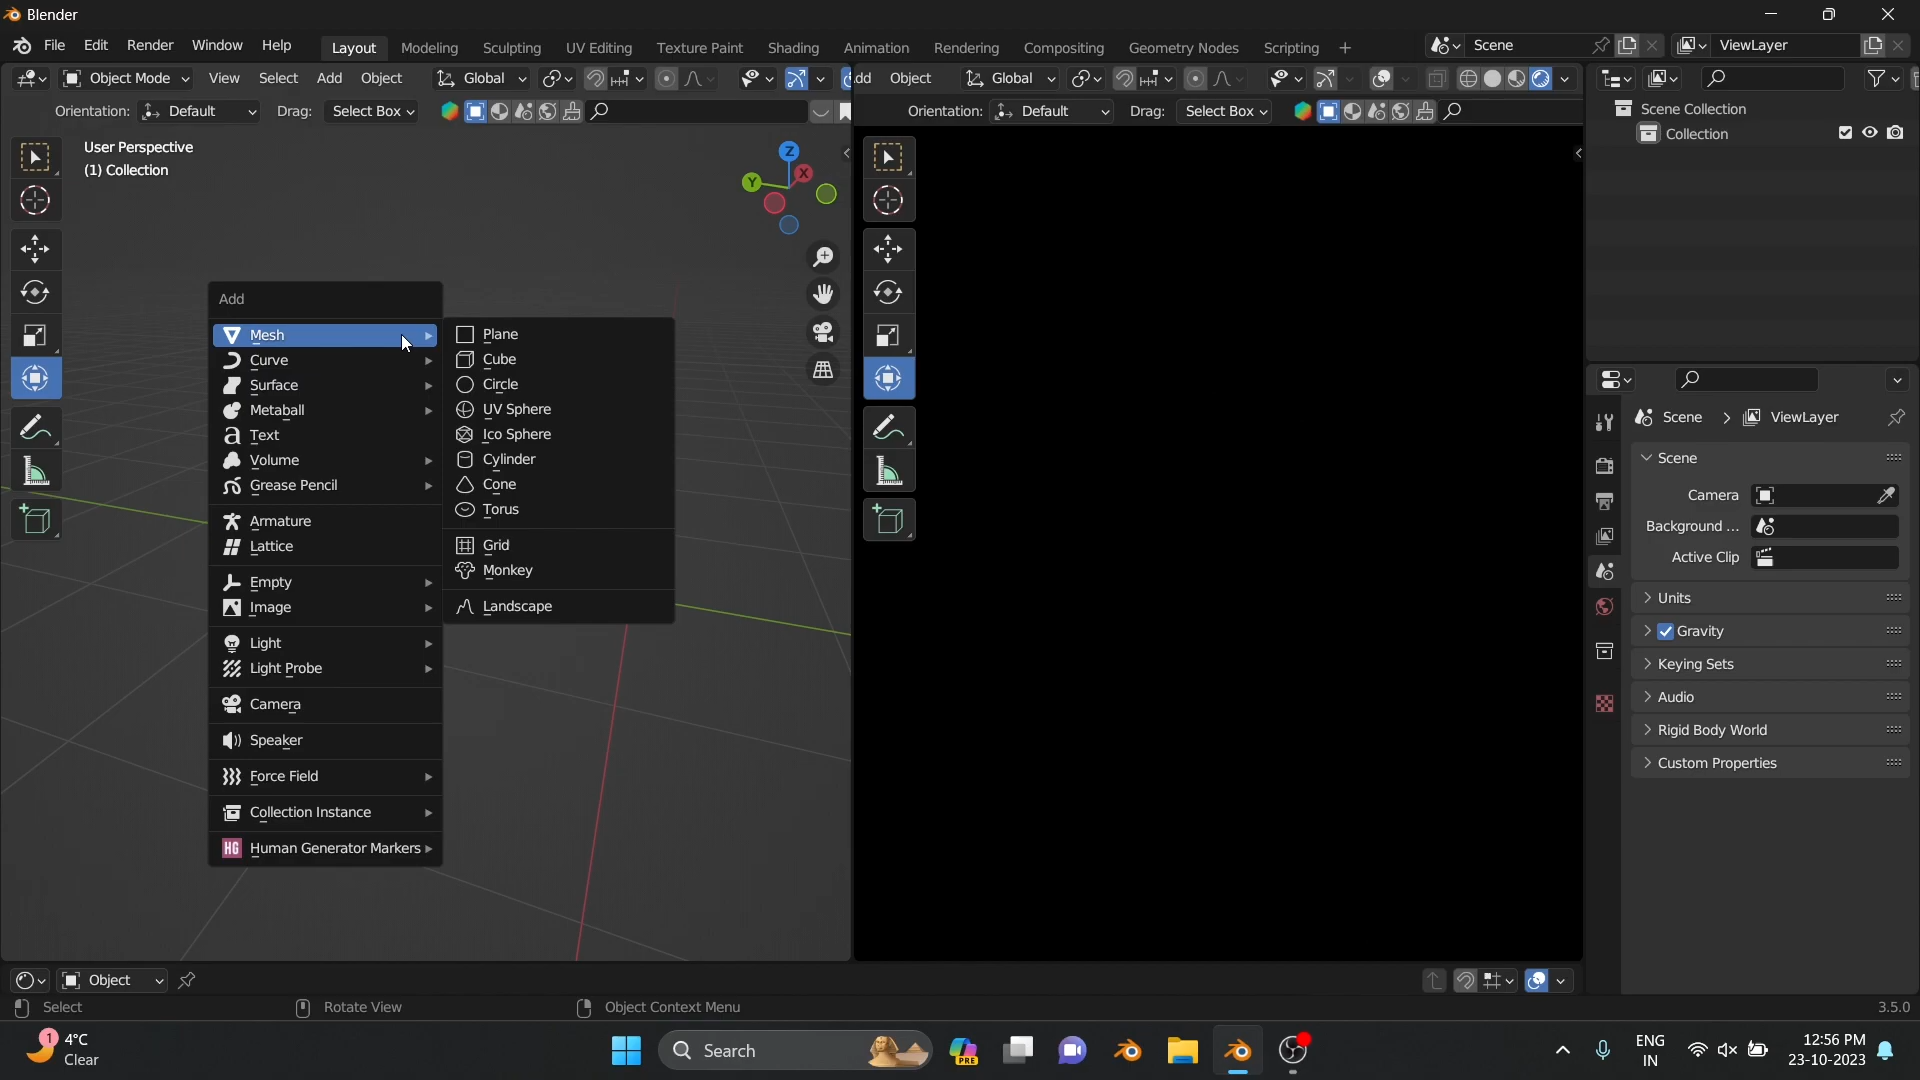 Blender
File Edit Render Window Help Layout Modeling Sculpting UV Editing Texture Paint Shading Animation Rendering Compositing Geometry Nodes Scripting + Scene ViewLayer
Object Mode View Select Add Object Global dd Object Global
Orientation: Default Drag: Select Box Orientation: Default Drag: Select Box
User Perspective
(1) Collection
Z
X
Y
Add
Mesh
Curve
Surface
Metaball
Text
Volume
Grease Pencil
Armature
Lattice
Empty
Image
Light
Light Probe
Camera
Speaker
Force Field
Collection Instance
HG Human Generator Markers
Plane
Cube
Circle
UV Sphere
Ico Sphere
Cylinder
Cone
Torus
Grid
Monkey
Landscape
Scene Collection
Collection
Scene > ViewLayer
Scene
Camera
Background ...
Active Clip
Units
Gravity
Keying Sets
Audio
Rigid Body World
Custom Properties
Object
Select Rotate View Object Context Menu 3.5.0
1
4°C
Clear
Search
PRE
ENG
IN
12:56 PM
23-10-2023